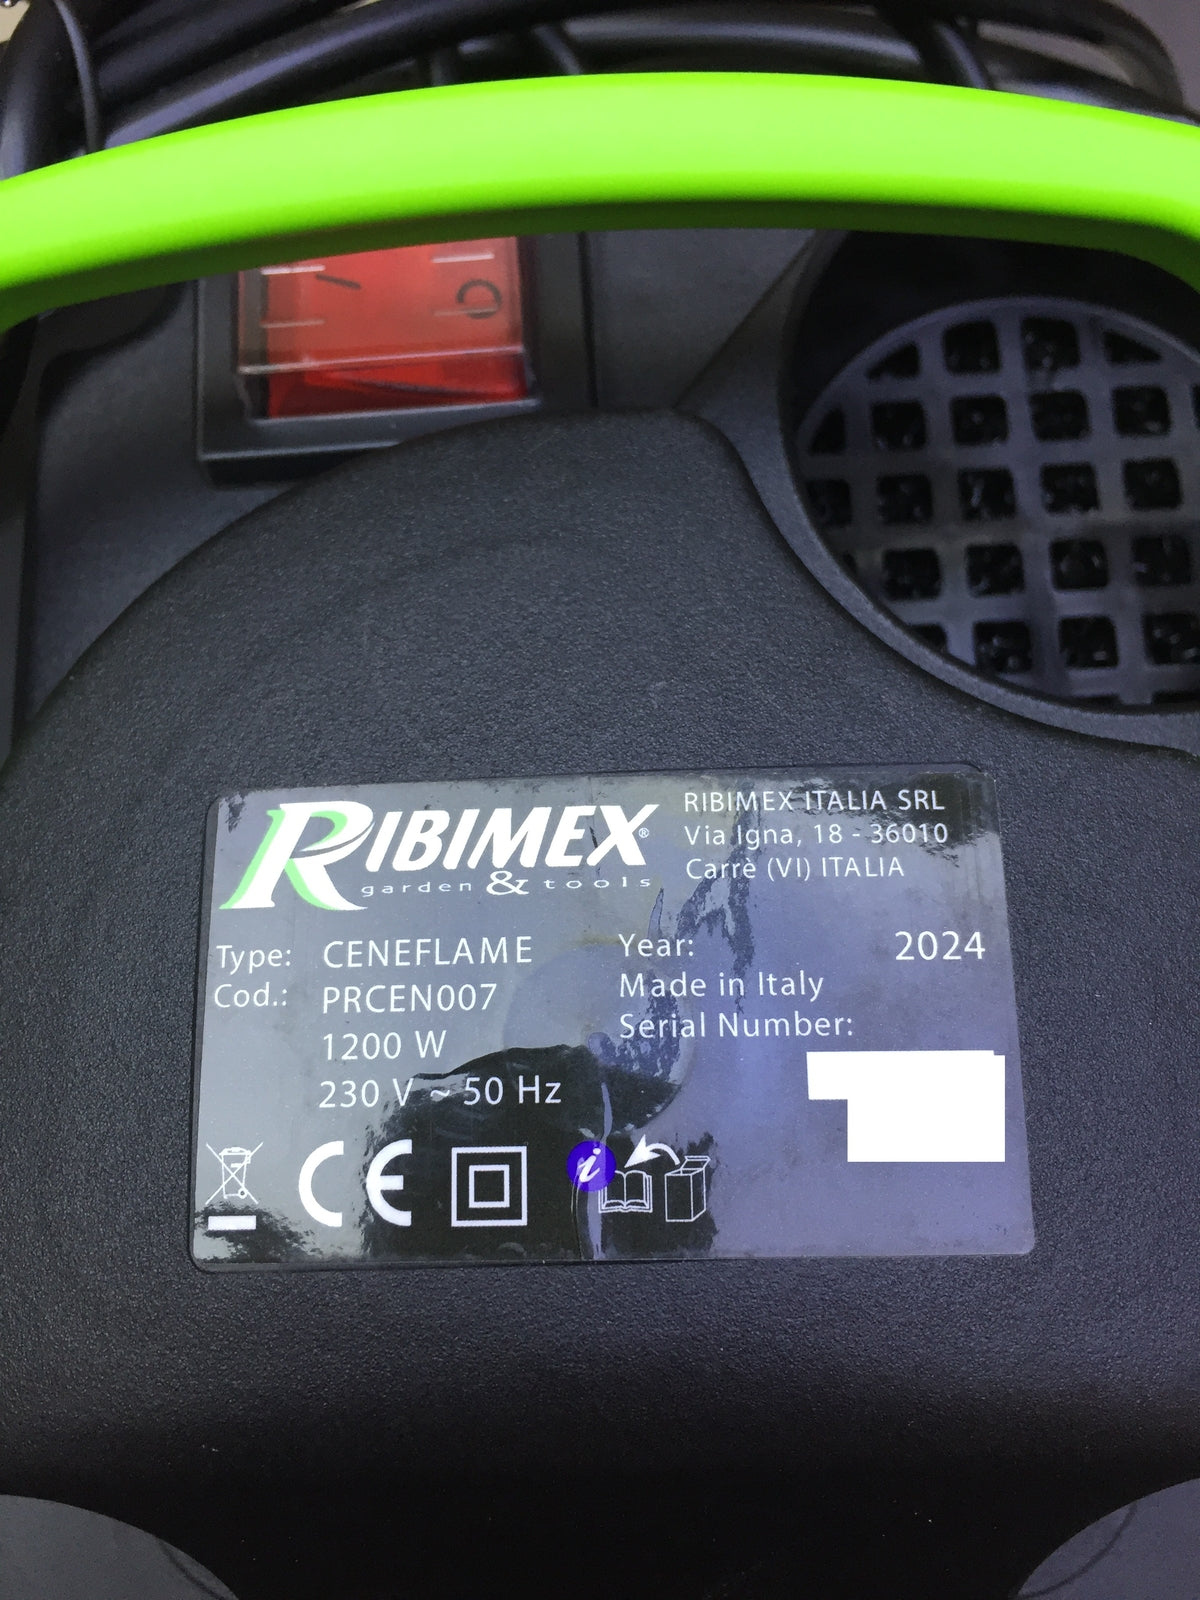 RIBIMEX®
garden & tools
RIBIMEX ITALIA SRL
Via Igna, 18 - 36010
Carrè (VI) ITALIA
Type: CENEFLAME
Cod.: PRCEN007
1200 W
230 V ~ 50 Hz
Year: 2024
Made in Italy
Serial Number:
CE
i